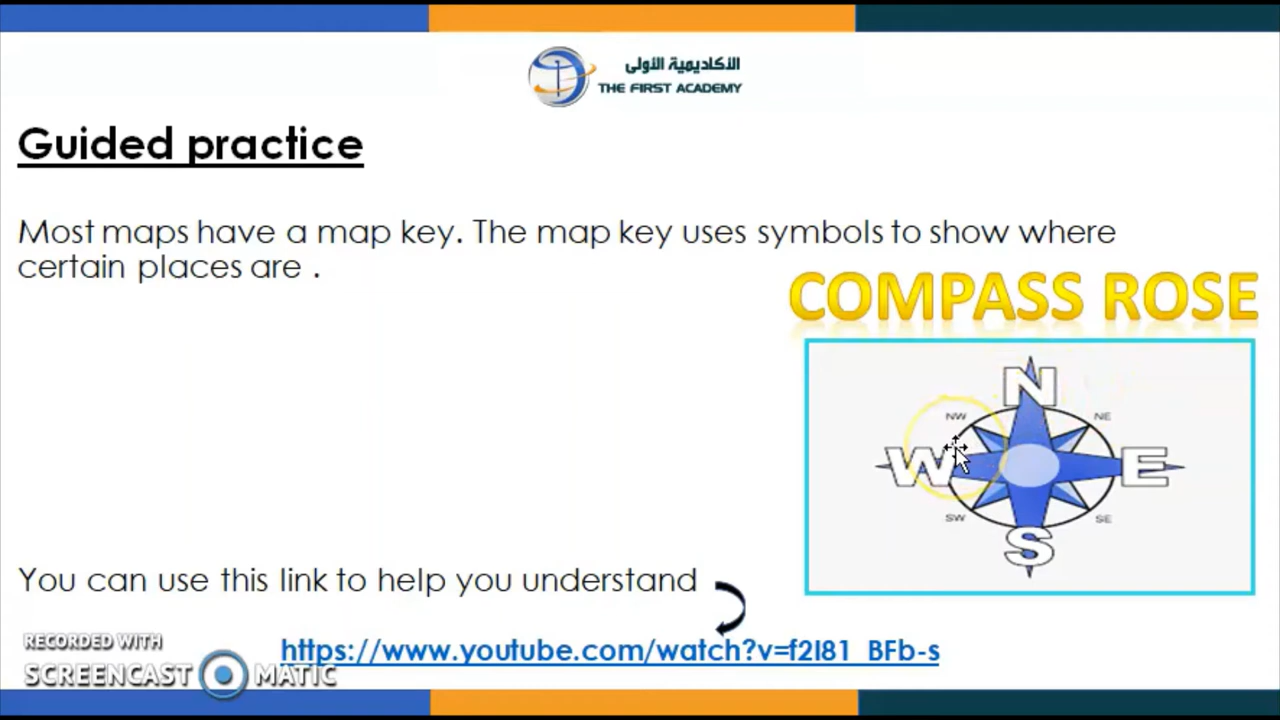 الأكاديمية الأولى
THE FIRST ACADEMY
Guided practice
Most maps have a map key. The map key uses symbols to show where
certain places are .
COMPASS ROSE
N
NW
NE
W
E
SW
SE
S
You can use this link to help you understand
https://www.youtube.com/watch?v=f2I81_BFb-s
RECORDED WITH
SCREENCAST MATIC